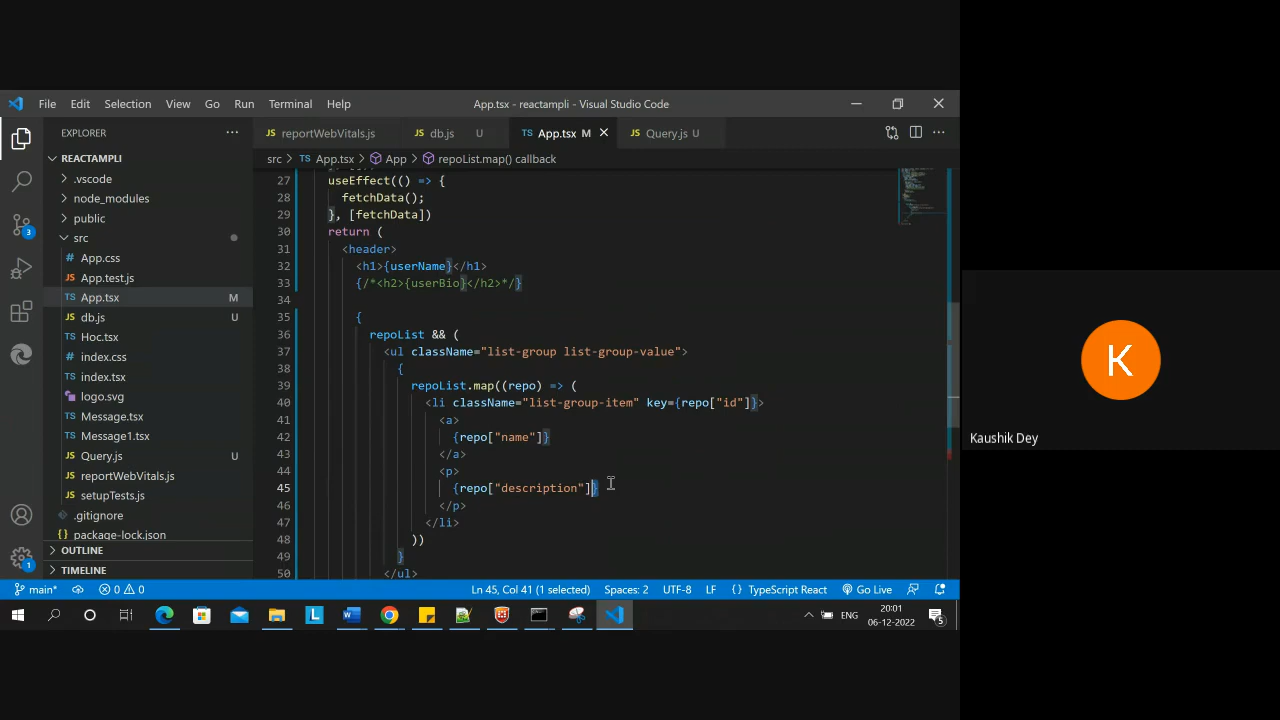 File Edit Selection View Go Run Terminal Help App.tsx - reactampli - Visual Studio Code
EXPLORER ···
JS reportWebVitals.js JS db.js U TS App.tsx M × JS Query.js U
REACTAMPLI
src > TS App.tsx > App > repoList.map() callback
.vscode
node_modules
public
src
# App.css
JS App.test.js
TS App.tsx M
JS db.js U
TS Hoc.tsx
# index.css
TS index.tsx
logo.svg
TS Message.tsx
TS Message1.tsx
JS Query.js U
JS reportWebVitals.js
JS setupTests.js
.gitignore
package-lock.json
OUTLINE
TIMELINE
27 useEffect(() => {
28 fetchData();
29 }, [fetchData])
30 return (
31 <header>
32 <h1>{userName}</h1>
33 {/*<h2>{userBio}</h2>*/}
34
35 {
36 repoList && (
37 <ul className="list-group list-group-value">
38 {
39 repoList.map((repo) => (
40 <li className="list-group-item" key={repo["id"]}>
41 <a>
42 {repo["name"]}
43 </a>
44 <p>
45 {repo["description"]}
46 </p>
47 </li>
48 ))
49 }
50 </ul>
3
1
main* 0 0 Ln 45, Col 41 (1 selected) Spaces: 2 UTF-8 LF {} TypeScript React Go Live
L ENG 20:01
06-12-2022 5
K
Kaushik Dey